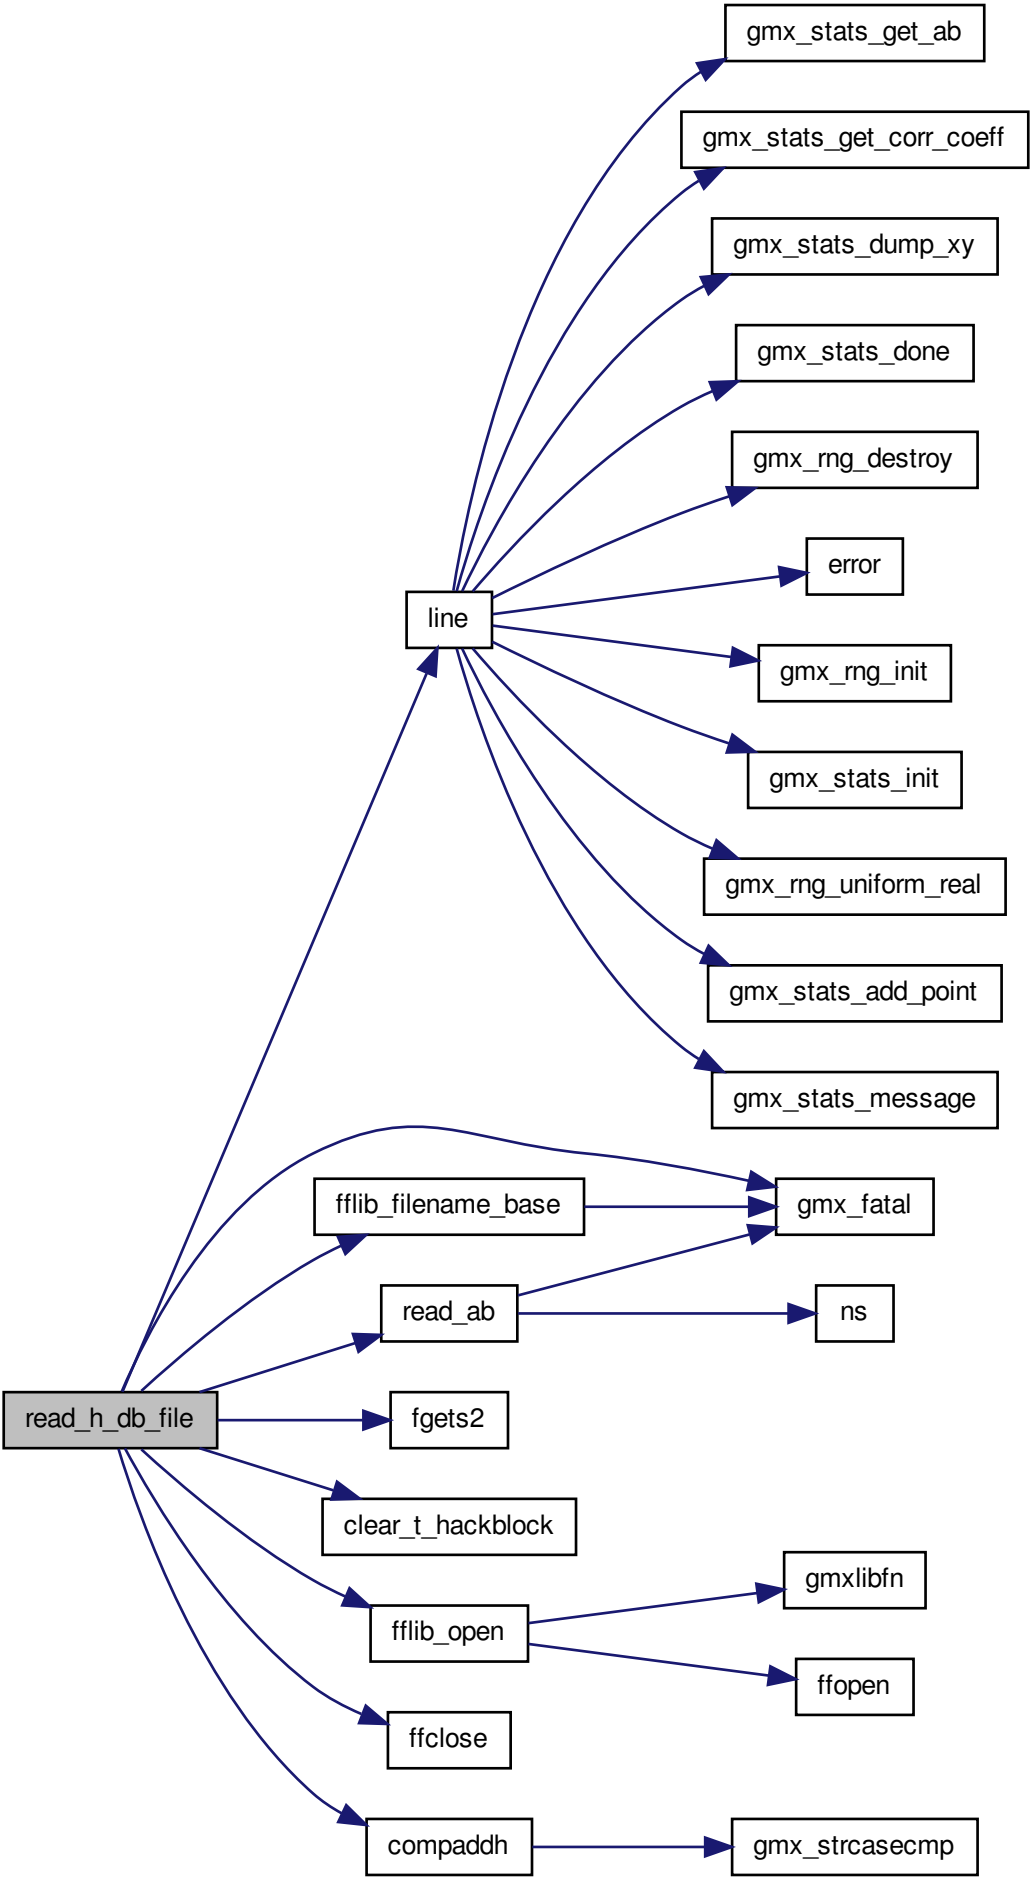 gmx_stats_get_ab
gmx_stats_get_corr_coeff
gmx_stats_dump_xy
gmx_stats_done
gmx_rng_destroy
error
line
gmx_rng_init
gmx_stats_init
gmx_rng_uniform_real
gmx_stats_add_point
gmx_stats_message
fflib_filename_base
gmx_fatal
read_ab
ns
read_h_db_file
fgets2
clear_t_hackblock
gmxlibfn
fflib_open
ffopen
ffclose
compaddh
gmx_strcasecmp